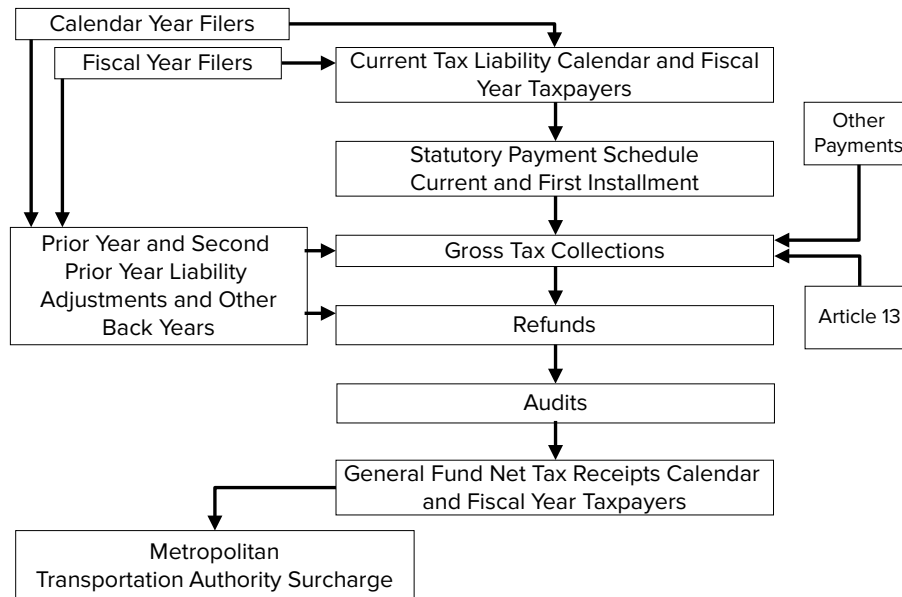 Calendar Year Filers
Fiscal Year Filers
Current Tax Liability Calendar and Fiscal
Year Taxpayers
Other
Payments
Statutory Payment Schedule
Current and First Installment
Prior Year and Second
Prior Year Liability
Adjustments and Other
Back Years
Gross Tax Collections
Article 13
Refunds
Audits
General Fund Net Tax Receipts Calendar
and Fiscal Year Taxpayers
Metropolitan
Transportation Authority Surcharge